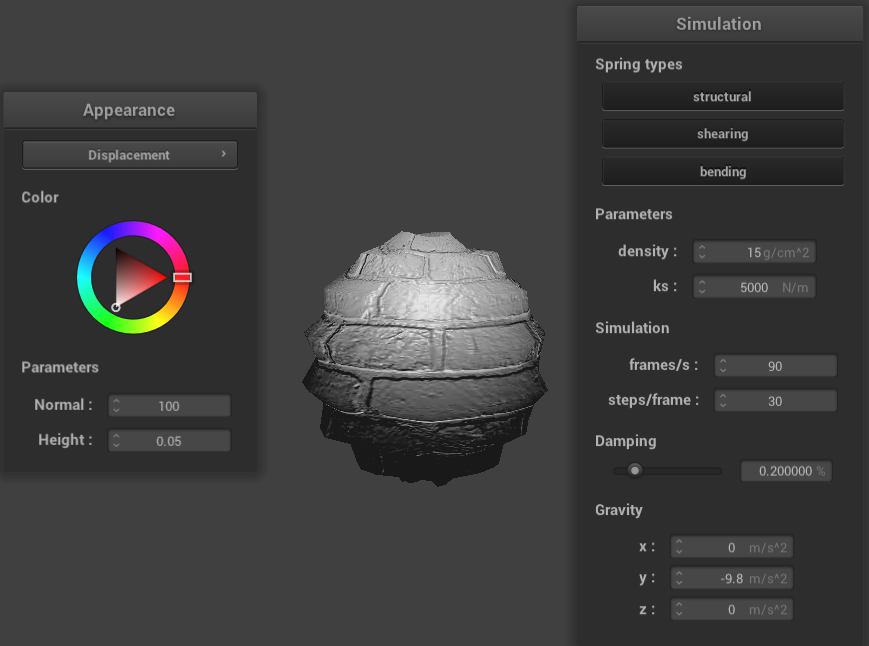 Appearance
Displacement ›
Color
Parameters
Normal : 100
Height : 0.05
Simulation
Spring types
structural
shearing
bending
Parameters
density : 15 g/cm^2
ks : 5000 N/m
Simulation
frames/s : 90
steps/frame : 30
Damping
0.200000 %
Gravity
x : 0 m/s^2
y : -9.8 m/s^2
z : 0 m/s^2